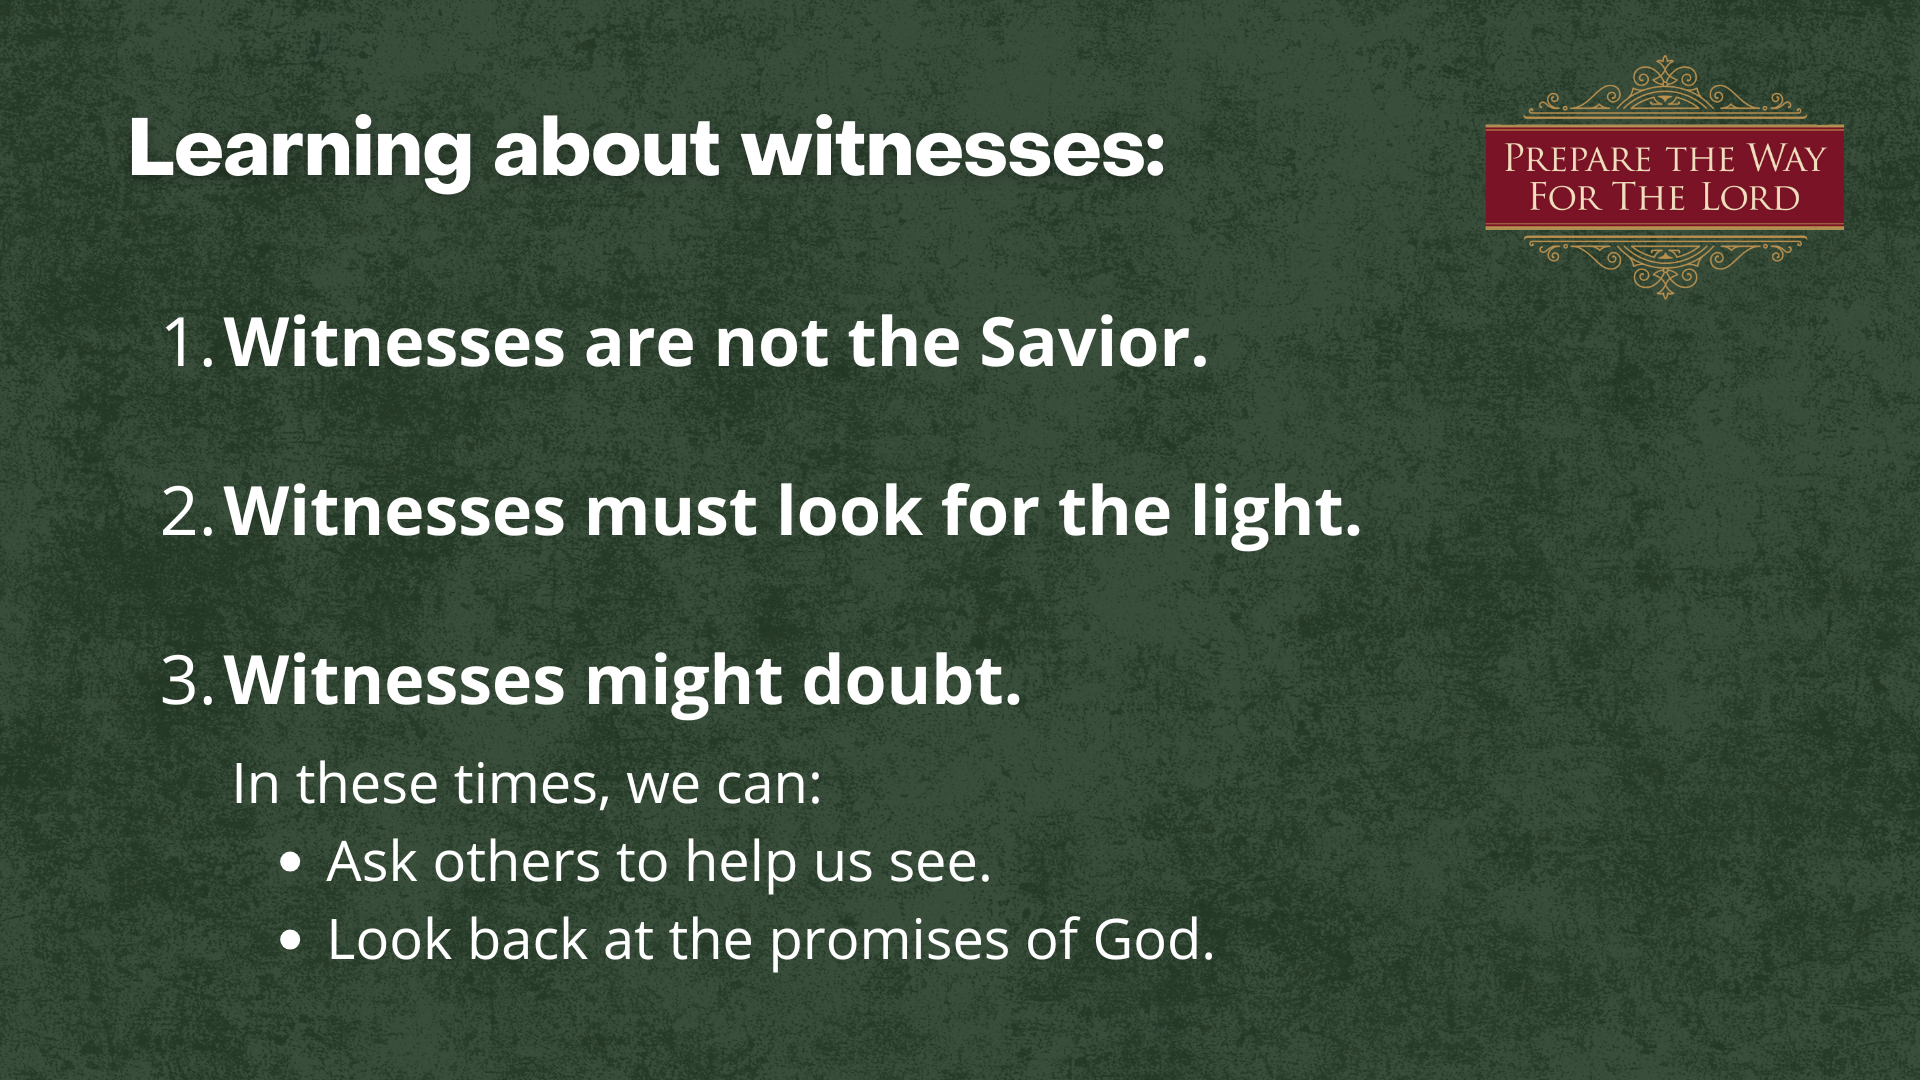 Learning about witnesses:
PREPARE THE WAY
FOR THE LORD
1. Witnesses are not the Savior.
2. Witnesses must look for the light.
3. Witnesses might doubt.
In these times, we can:
• Ask others to help us see.
• Look back at the promises of God.